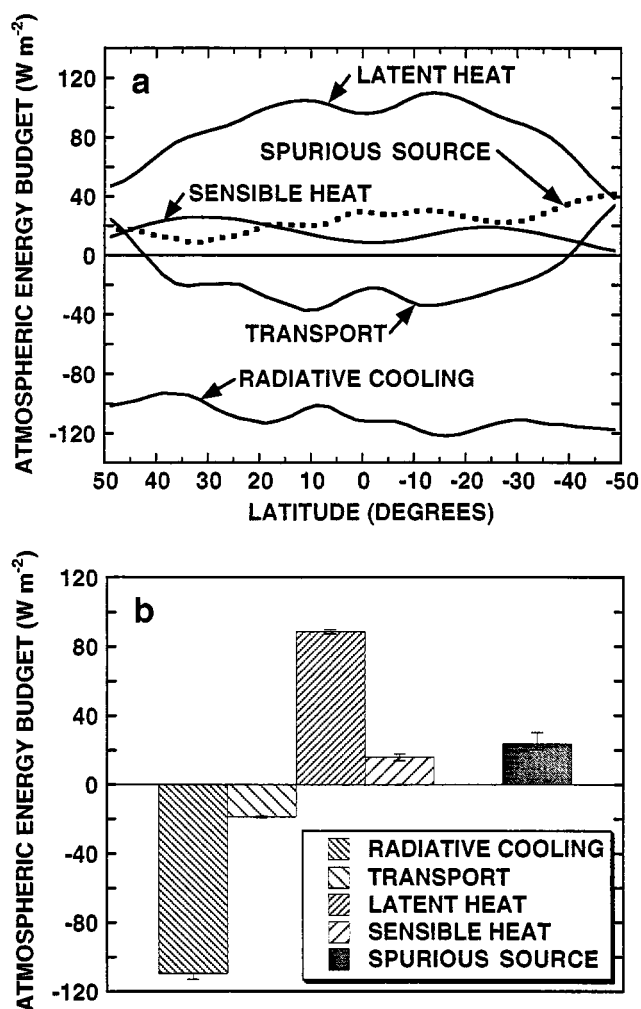 a
LATENT HEAT
SPURIOUS SOURCE
SENSIBLE HEAT
TRANSPORT
RADIATIVE COOLING
ATMOSPHERIC ENERGY BUDGET (W m⁻²)
120
80
40
0
-40
-80
-120
50 40 30 20 10 0 -10 -20 -30 -40 -50
LATITUDE (DEGREES)
b
ATMOSPHERIC ENERGY BUDGET (W m⁻²)
120
80
40
0
-40
-80
-120
RADIATIVE COOLING
TRANSPORT
LATENT HEAT
SENSIBLE HEAT
SPURIOUS SOURCE